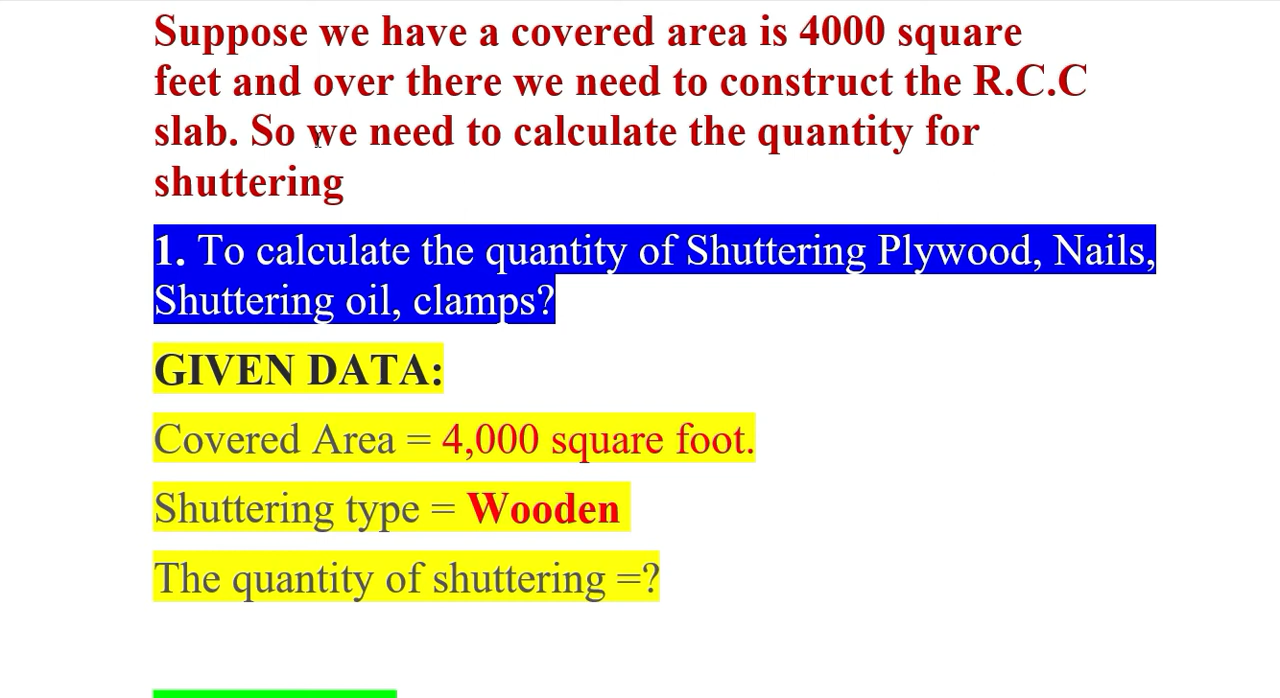 Suppose we have a covered area is 4000 square
feet and over there we need to construct the R.C.C
slab. So we need to calculate the quantity for
shuttering
1. To calculate the quantity of Shuttering Plywood, Nails,
Shuttering oil, clamps?
GIVEN DATA:
Covered Area = 4,000 square foot.
Shuttering type = Wooden
The quantity of shuttering =?